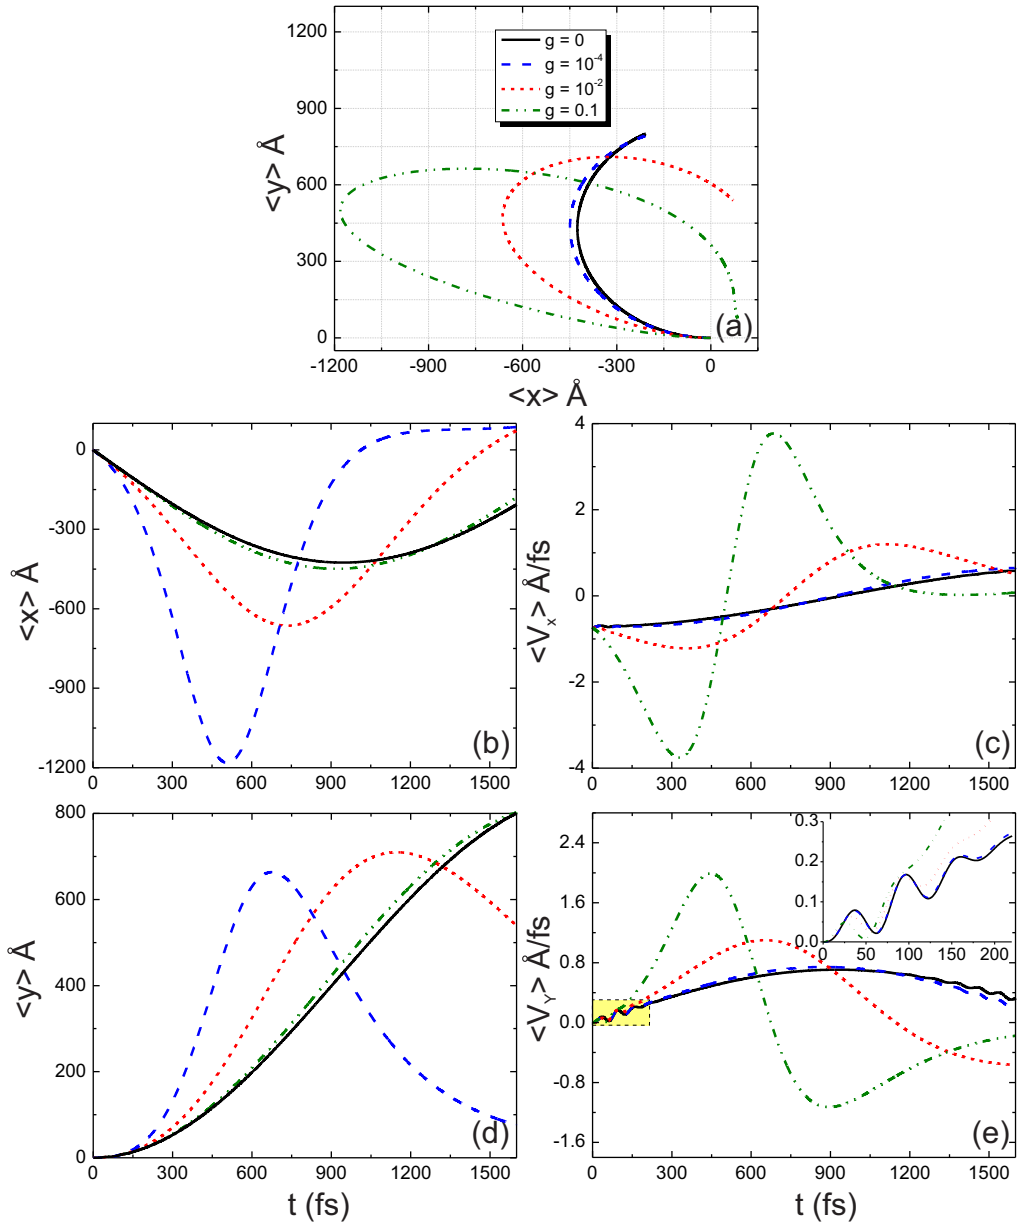 1200
900
600
300
0
<y> Å
g = 0
g = 10-4
g = 10-2
g = 0.1
(a)
-1200 -900 -600 -300 0
<x> Å
0
-300
-600
-900
-1200
<x> Å
(b)
0 300 600 900 1200 1500
4
2
0
-2
-4
<Vx> Å/fs
(c)
0 300 600 900 1200 1500
800
600
400
200
0
<y> Å
(d)
0 300 600 900 1200 1500
t (fs)
2.4
1.6
0.8
0.0
-0.8
-1.6
<VY> Å/fs
0.3
0.2
0.1
0.0
0 50 100 150 200
(e)
0 300 600 900 1200 1500
t (fs)